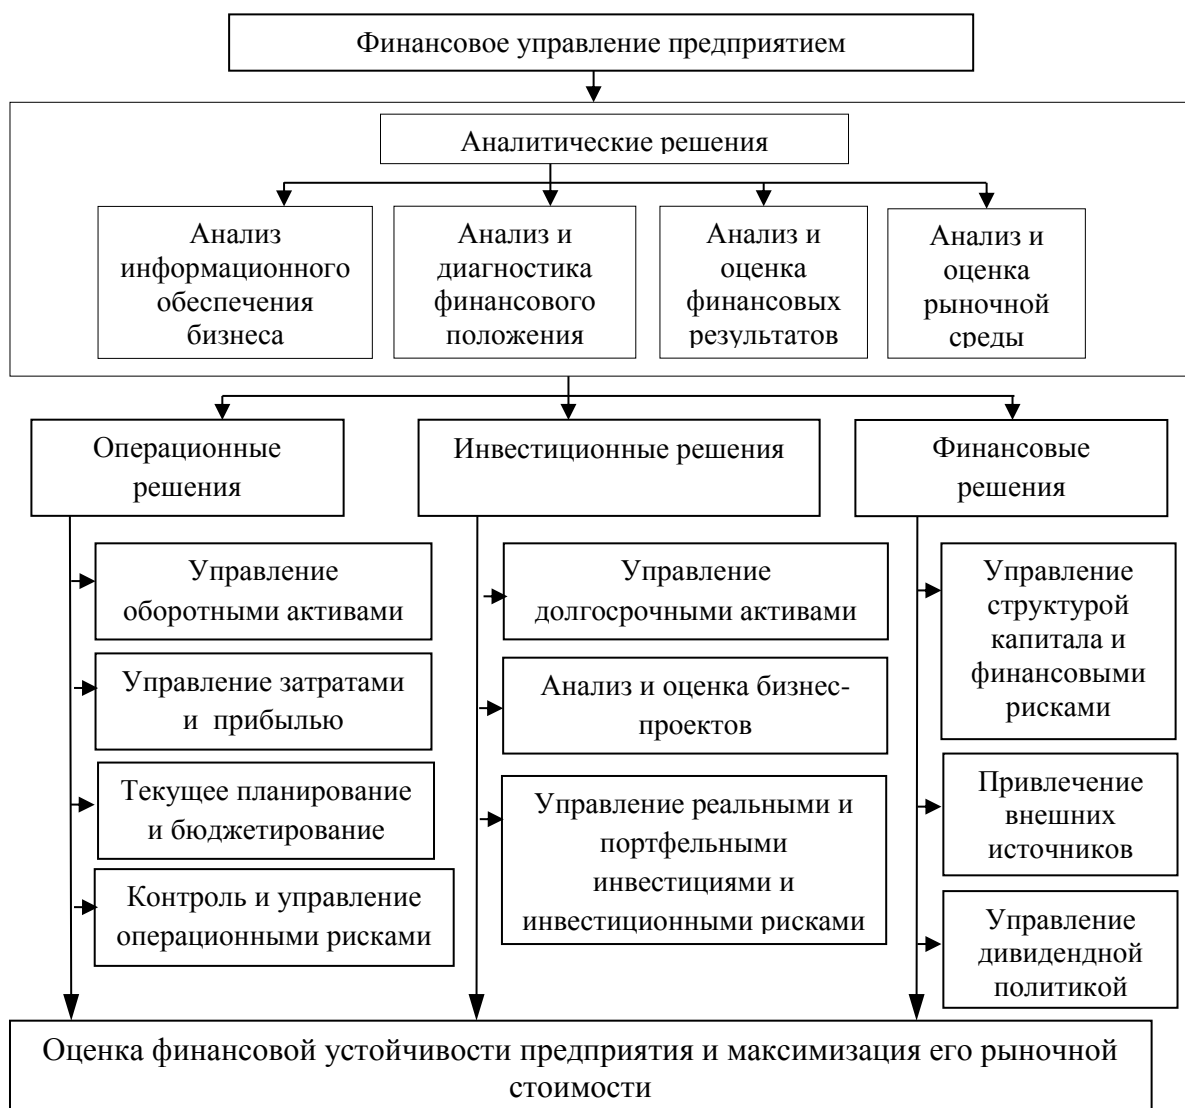 Финансовое управление предприятием
Аналитические решения
Анализ
информационного
обеспечения
бизнеса
Анализ и
диагностика
финансового
положения
Анализ и
оценка
финансовых
результатов
Анализ и
оценка
рыночной
среды
Операционные
решения
Инвестиционные решения
Финансовые
решения
Управление
оборотными активами
Управление затратами
и прибылью
Текущее планирование
и бюджетирование
Контроль и управление
операционными рисками
Управление
долгосрочными активами
Анализ и оценка бизнес-
проектов
Управление реальными и
портфельными
инвестициями и
инвестиционными рисками
Управление
структурой
капитала и
финансовыми
рисками
Привлечение
внешних
источников
Управление
дивидендной
политикой
Оценка финансовой устойчивости предприятия и максимизация его рыночной
стоимости